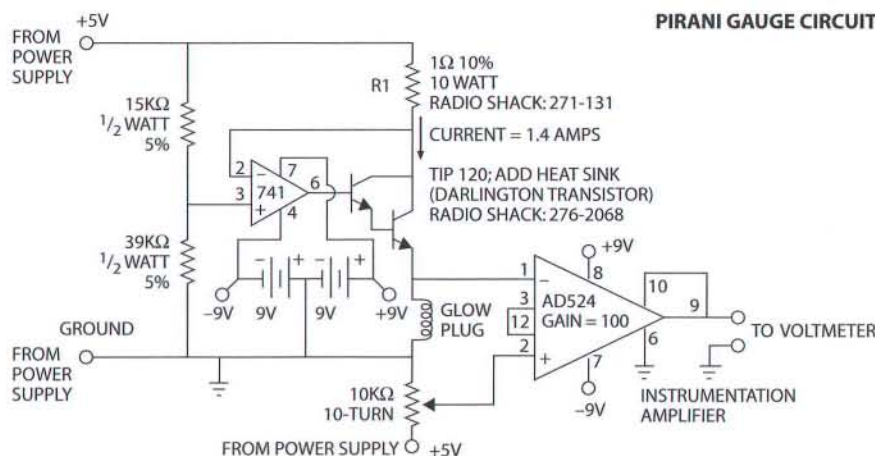 PIRANI GAUGE CIRCUIT
+5V
FROM
POWER
SUPPLY
1Ω 10%
10 WATT
R1
RADIO SHACK: 271-131
15KΩ
1/2 WATT
5%
CURRENT = 1.4 AMPS
2
−
7
6
741
3
+
4
TIP 120; ADD HEAT SINK
(DARLINGTON TRANSISTOR)
RADIO SHACK: 276-2068
39KΩ
1/2 WATT
5%
− + − +
−9V 9V 9V +9V
GLOW
PLUG
1
−
+9V
8
3
12
AD524
GAIN = 100
10
9
2
+
6
7
−9V
TO VOLTMETER
INSTRUMENTATION
AMPLIFIER
GROUND
FROM
POWER
SUPPLY
10KΩ
10-TURN
FROM POWER SUPPLY
+5V